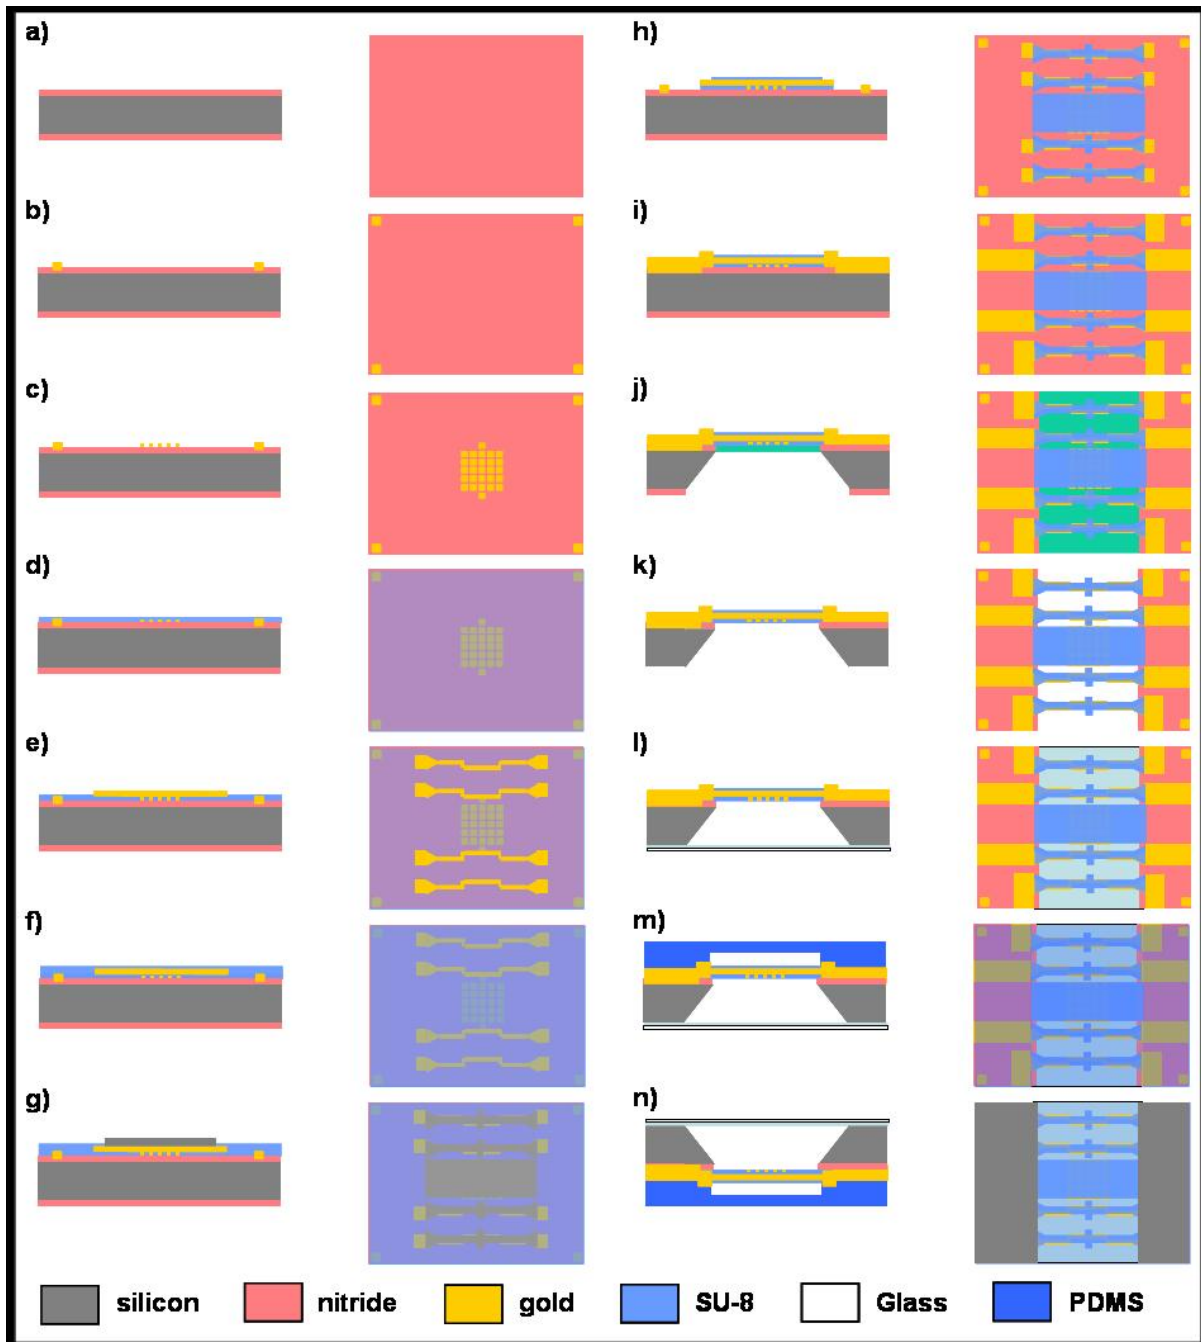 a)
b)
c)
d)
e)
f)
g)
h)
i)
j)
k)
l)
m)
n)
silicon nitride gold SU-8 Glass PDMS